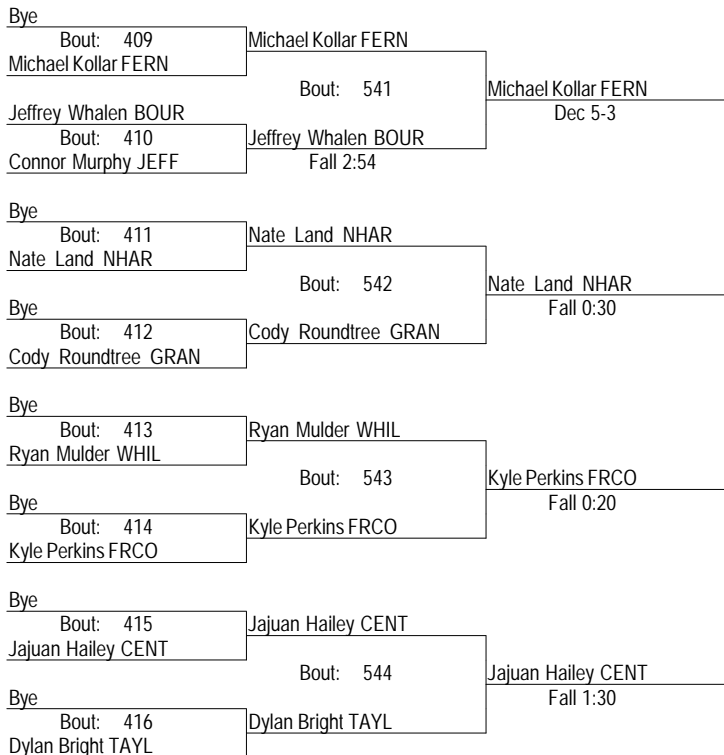 Bye
Bout: 409 Michael Kollar FERN
Michael Kollar FERN
Bout: 541 Michael Kollar FERN
Jeffrey Whalen BOUR Dec 5-3
Bout: 410 Jeffrey Whalen BOUR
Connor Murphy JEFF Fall 2:54
Bye
Bout: 411 Nate Land NHAR
Nate Land NHAR
Bout: 542 Nate Land NHAR
Bye Fall 0:30
Bout: 412 Cody Roundtree GRAN
Cody Roundtree GRAN
Bye
Bout: 413 Ryan Mulder WHIL
Ryan Mulder WHIL
Bout: 543 Kyle Perkins FRCO
Bye Fall 0:20
Bout: 414 Kyle Perkins FRCO
Kyle Perkins FRCO
Bye
Bout: 415 Jajuan Hailey CENT
Jajuan Hailey CENT
Bout: 544 Jajuan Hailey CENT
Bye Fall 1:30
Bout: 416 Dylan Bright TAYL
Dylan Bright TAYL